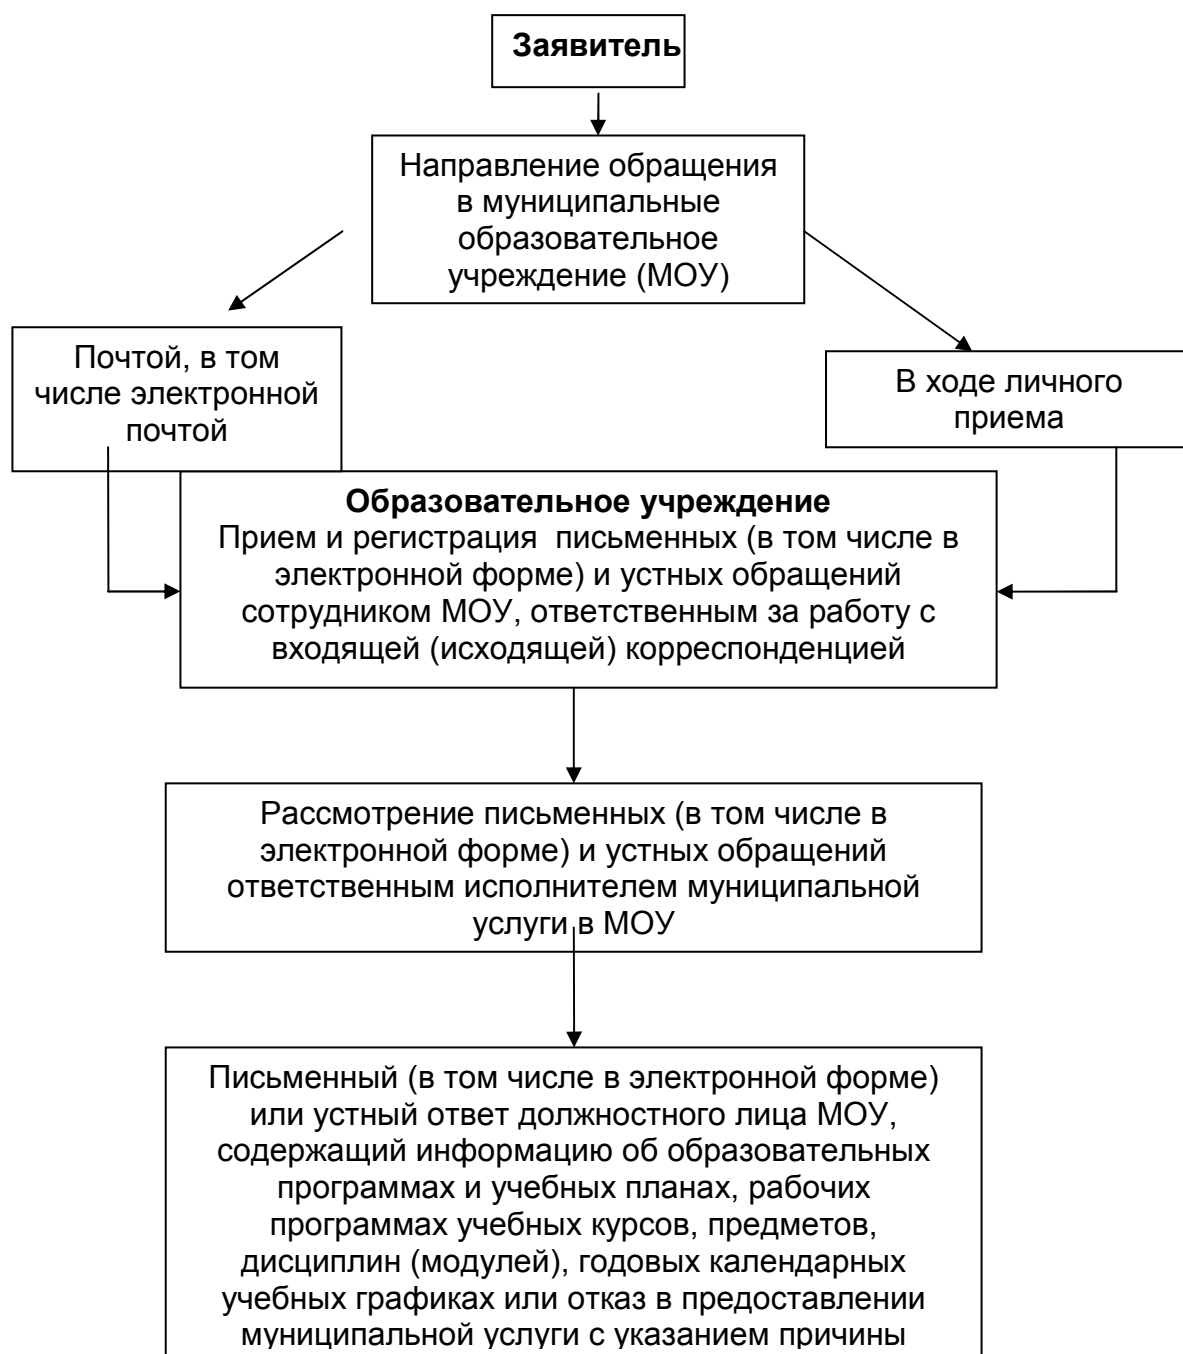 Заявитель
Направление обращения
в муниципальные
образовательное
учреждение (МОУ)
Почтой, в том
числе электронной
почтой
В ходе личного
приема
Образовательное учреждение
Прием и регистрация  письменных (в том числе в
электронной форме) и устных обращений
сотрудником МОУ, ответственным за работу с
входящей (исходящей) корреспонденцией
Рассмотрение письменных (в том числе в
электронной форме) и устных обращений
ответственным исполнителем муниципальной
услуги в МОУ
Письменный (в том числе в электронной форме)
или устный ответ должностного лица МОУ,
содержащий информацию об образовательных
программах и учебных планах, рабочих
программах учебных курсов, предметов,
дисциплин (модулей), годовых календарных
учебных графиках или отказ в предоставлении
муниципальной услуги с указанием причины